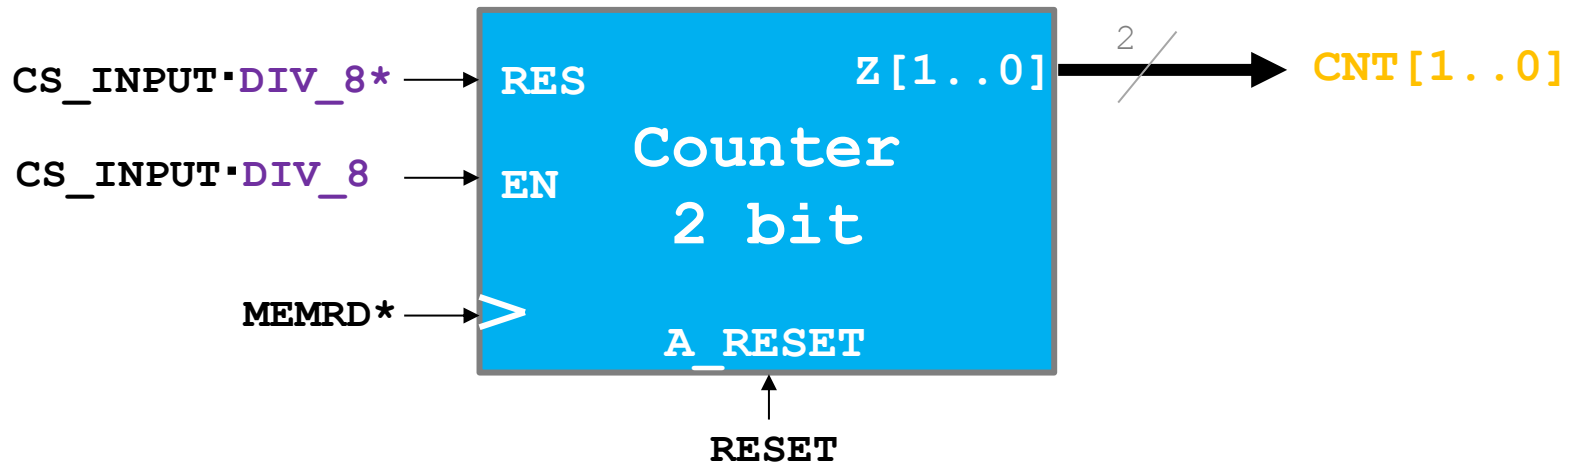 2
CS_INPUT·DIV_8* RES Z[1..0] CNT[1..0]
Counter
CS_INPUT·DIV_8 EN
2 bit
MEMRD* >
A_RESET
RESET